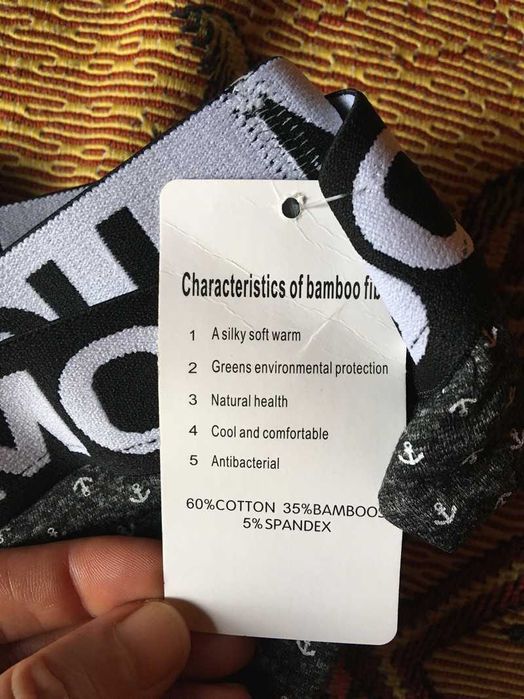 Characteristics of bamboo
1 A silky soft warm
2 Greens environmental protection
3 Natural health
4 Cool and comfortable
5 Antibacterial
60%COTTON 35%BAMBOO
5%SPANDEX